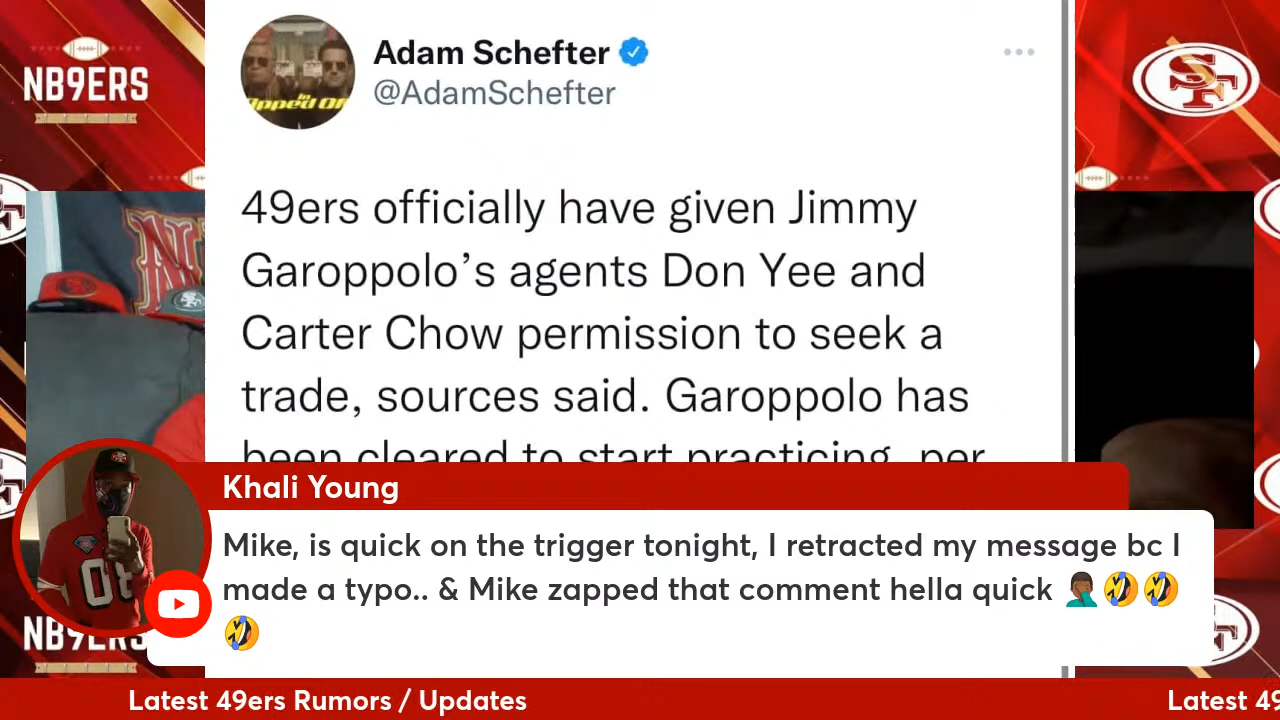 NB9ERS
SF
Adam Schefter
@AdamSchefter
49ers officially have given Jimmy
Garoppolo’s agents Don Yee and
Carter Chow permission to seek a
trade, sources said. Garoppolo has
been cleared to start practicing, per
Khali Young
Mike, is quick on the trigger tonight, I retracted my message bc I
made a typo.. & Mike zapped that comment hella quick 🤦🏾‍♂️🤣🤣
🤣
NB9ERS
Latest 49ers Rumors / Updates
Latest 49